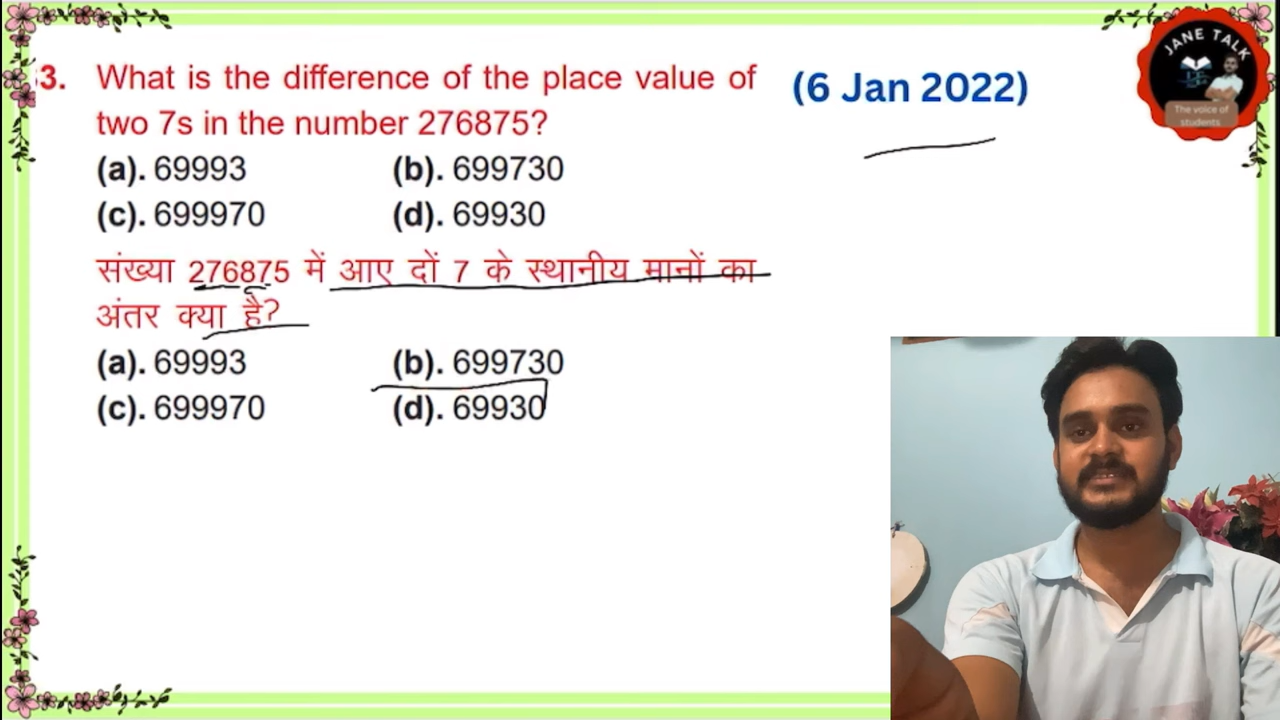 3. What is the difference of the place value of
two 7s in the number 276875?
(a). 69993 (b). 699730
(c). 699970 (d). 69930
संख्या 276875 में आए दों 7 के स्थानीय मानों का
अंतर क्या है?
(a). 69993 (b). 699730
(c). 699970 (d). 69930
(6 Jan 2022)
JANE TALK
The voice of
students